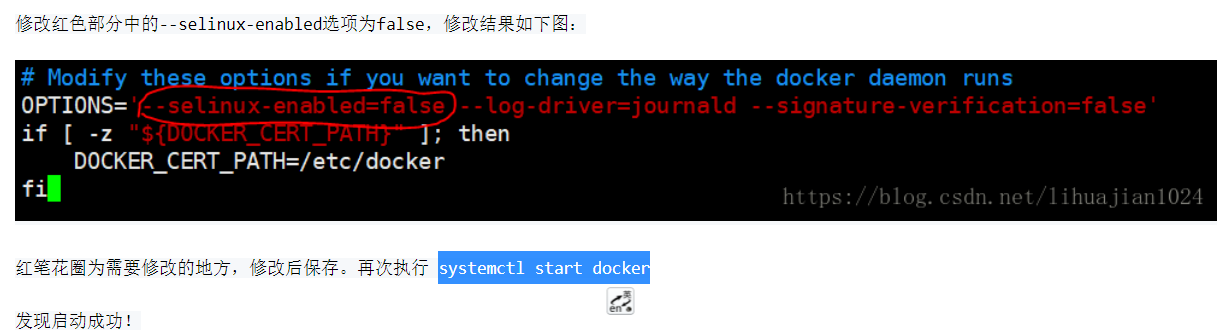 修改红色部分中的--selinux-enabled选项为false，修改结果如下图：
# Modify these options if you want to change the way the docker daemon runs
OPTIONS='--selinux-enabled=false --log-driver=journald --signature-verification=false'
if [ -z "${DOCKER_CERT_PATH}" ]; then
    DOCKER_CERT_PATH=/etc/docker
fi
https://blog.csdn.net/lihuajian1024
红笔花圈为需要修改的地方，修改后保存。再次执行 systemctl start docker
英
en
发现启动成功！